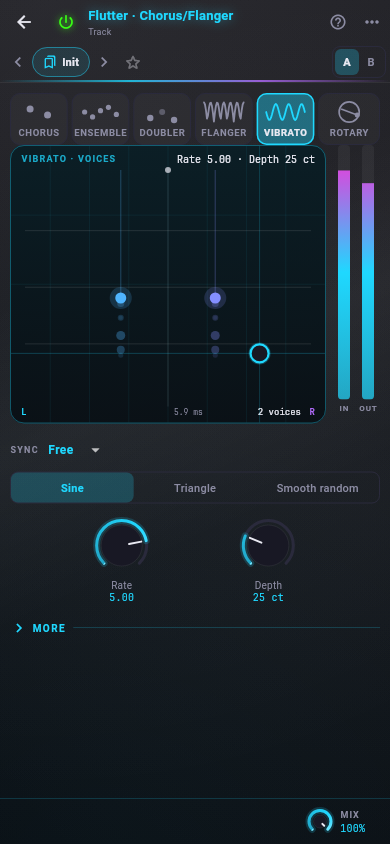 Flutter · Chorus/Flanger
Track
Init
A
B
CHORUS
ENSEMBLE
DOUBLER
FLANGER
VIBRATO
ROTARY
VIBRATO · VOICES
Rate 5.00 · Depth 25 ct
L
5.9 ms
2 voices
R
IN
OUT
SYNC
Free
Sine
Triangle
Smooth random
Rate
5.00
Depth
25 ct
MORE
MIX
100%